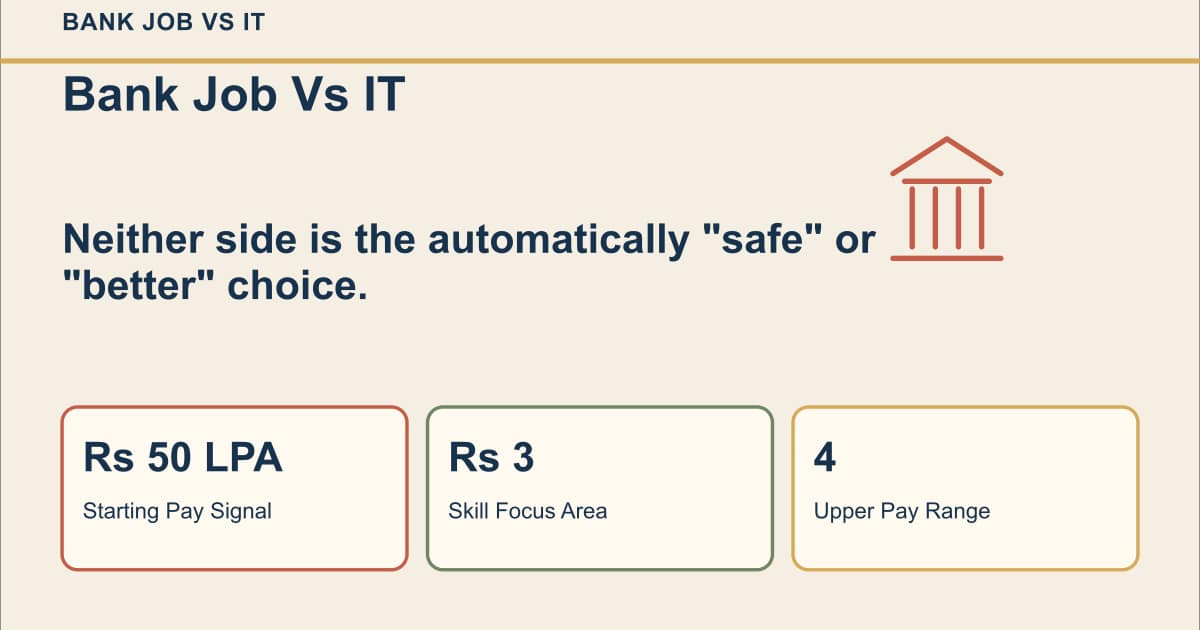 BANK JOB VS IT
Bank Job Vs IT
Neither side is the automatically "safe" or
"better" choice.
Rs 50 LPA
Starting Pay Signal
Rs 3
Skill Focus Area
4
Upper Pay Range